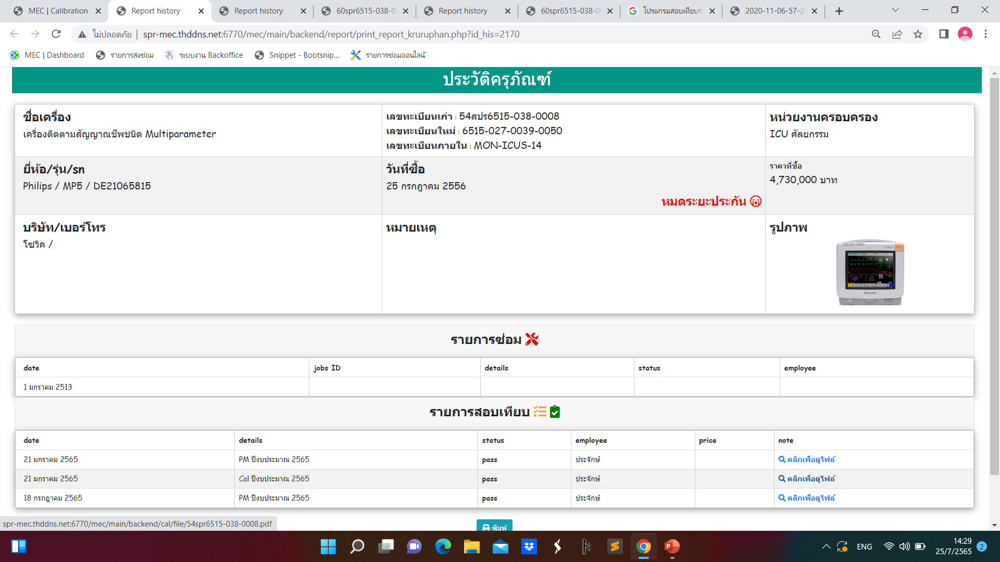 MEC | Calibration
Report history
Report history
60spr6515-038-0
Report history
60spr6515-038-0
โปรแกรมสอบเทียบข
2020-11-06-57-2
ไม่ปลอดภัย
spr-mec.thddns.net:6770/mec/main/backend/report/print_report_kruruphan.php?id_his=2170
MEC | Dashboard
รายการส่งซ่อม
ระบบงาน Backoffice
Snippet - Bootsnip...
รายการซ่อมออนไลน์
ประวัติครุภัณฑ์
ชื่อเครื่อง
เครื่องติดตามสัญญาณชีพชนิด Multiparameter
เลขทะเบียนเก่า : 54สปร6515-038-0008
เลขทะเบียนใหม่ : 6515-027-0039-0050
เลขทะเบียนภายใน : MON-ICUS-14
หน่วยงานครอบครอง
ICU ศัลยกรรม
ยี่ห้อ/รุ่น/sn
Philips / MP5 / DE21065815
วันที่ซื้อ
25 กรกฎาคม 2556
หมดระยะประกัน
ราคาที่ซื้อ
4,730,000 บาท
บริษัท/เบอร์โทร
โซวิค /
หมายเหตุ
รูปภาพ
PHILIPS
รายการซ่อม
date jobs ID details status employee
1 มกราคม 2513
รายการสอบเทียบ
date details status employee price note
21 มกราคม 2565 PM ปีงบประมาณ 2565 pass ประจักษ์ คลิกเพื่อดูไฟล์
21 มกราคม 2565 Cal ปีงบประมาณ 2565 pass ประจักษ์ คลิกเพื่อดูไฟล์
18 กรกฎาคม 2565 PM ปีงบประมาณ 2565 pass ประจักษ์ คลิกเพื่อดูไฟล์
spr-mec.thddns.net:6770/mec/main/backend/cal/file/54spr6515-038-0008.pdf
พิมพ์
ENG
14:29
25/7/2565
2